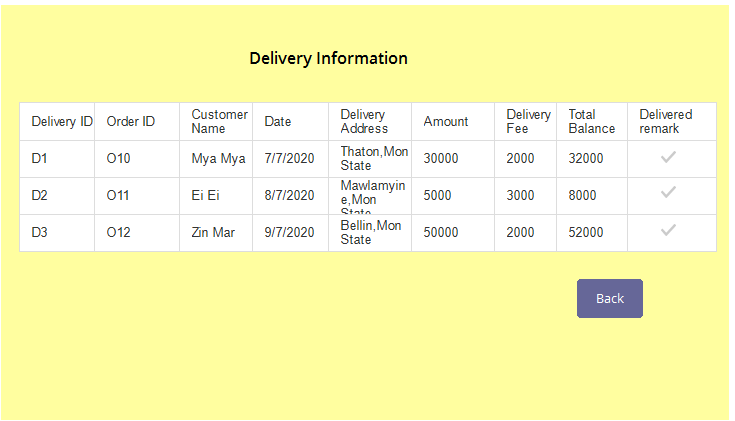 Delivery Information
Delivery ID Order ID Customer Name Date Delivery Address Amount Delivery Fee Total Balance Delivered remark
D1 O10 Mya Mya 7/7/2020 Thaton,Mon State 30000 2000 32000
D2 O11 Ei Ei 8/7/2020 Mawlamyine,Mon State 5000 3000 8000
D3 O12 Zin Mar 9/7/2020 Bellin,Mon State 50000 2000 52000
Back